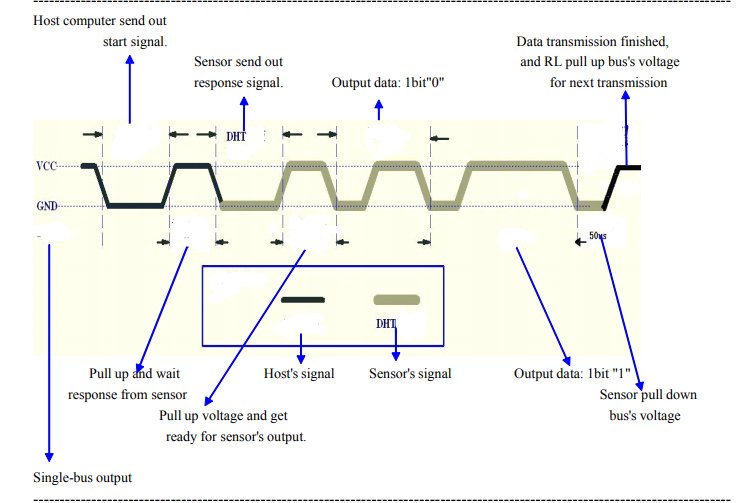 Host computer send out
start signal.
Sensor send out
response signal.
Output data: 1bit"0"
Data transmission finished,
and RL pull up bus's voltage
for next transmission
DHT
VCC
GND
50us
DHT
Pull up and wait
response from sensor
Host's signal
Sensor's signal
Output data: 1bit "1"
Sensor pull down
bus's voltage
Pull up voltage and get
ready for sensor's output.
Single-bus output